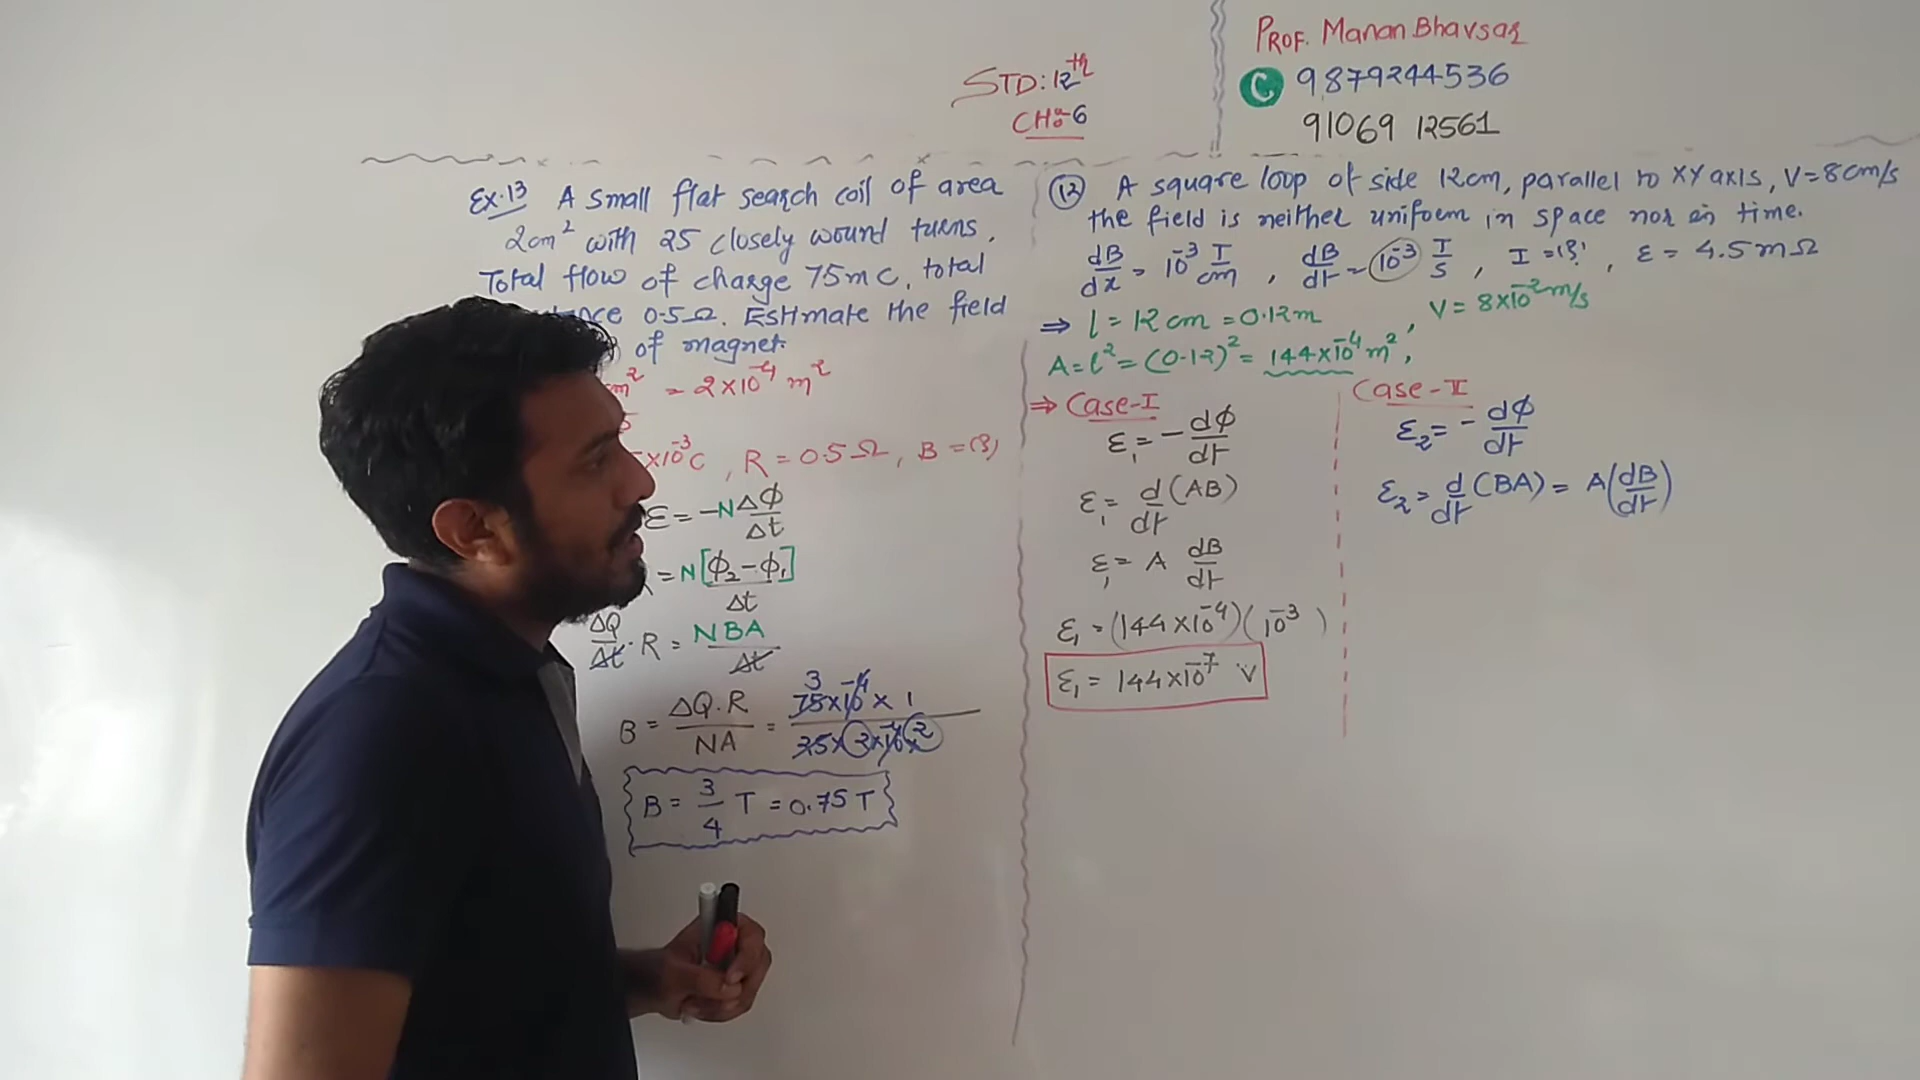 STD: 12th
CH:-6
PROF. Manan Bhavsar
9879244536
91069 12561
Ex.13 A small flat search coil of area
2cm² with 25 closely wound turns.
Total flow of charge 75mC, total
0.5Ω. Estimate the field
of magnet.
m² = 2×10⁻⁴ m²
×10⁻³C, R = 0.5Ω, B = (?)
ε = -N Δφ/Δt
= N[φ₂-φ₁]/Δt
ΔQ/Δt · R = NBA/Δt
B = ΔQ.R/NA = 3 75×10⁻⁴ × 1 / 25×2×10⁻⁴×2
B = 3/4 T = 0.75 T
(12) A square loop of side 12cm, parallel to XY axis, V=8cm/s
the field is neither uniform in space nor in time.
dB/dx = 10⁻³ T/cm, dB/dt = 10⁻³ T/s, I = (?), ε = 4.5mΩ
⇒ l = 12cm = 0.12m, V = 8×10⁻² m/s
A = l² = (0.12)² = 144×10⁻⁴ m²,
⇒ Case-I
ε₁ = -dφ/dt
ε₁ = d/dt (AB)
ε₁ = A dB/dt
ε₁ = (144×10⁻⁴)(10⁻³)
ε₁ = 144×10⁻⁷ V
Case-II
ε₂ = -dφ/dt
ε₂ = d/dt (BA) = A(dB/dt)